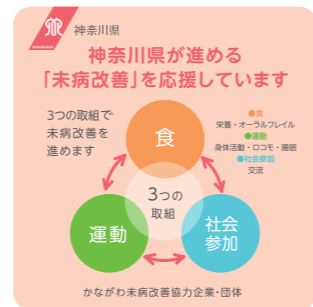 神奈川県
神奈川県が進める
「未病改善」を応援しています
3つの取組で
未病改善を
進めます
食
●食
栄養・オーラルフレイル
●運動
身体活動・ロコモ・睡眠
●社会参加
交流
3つの
取組
運動
社会
参加
かながわ未病改善協力企業・団体